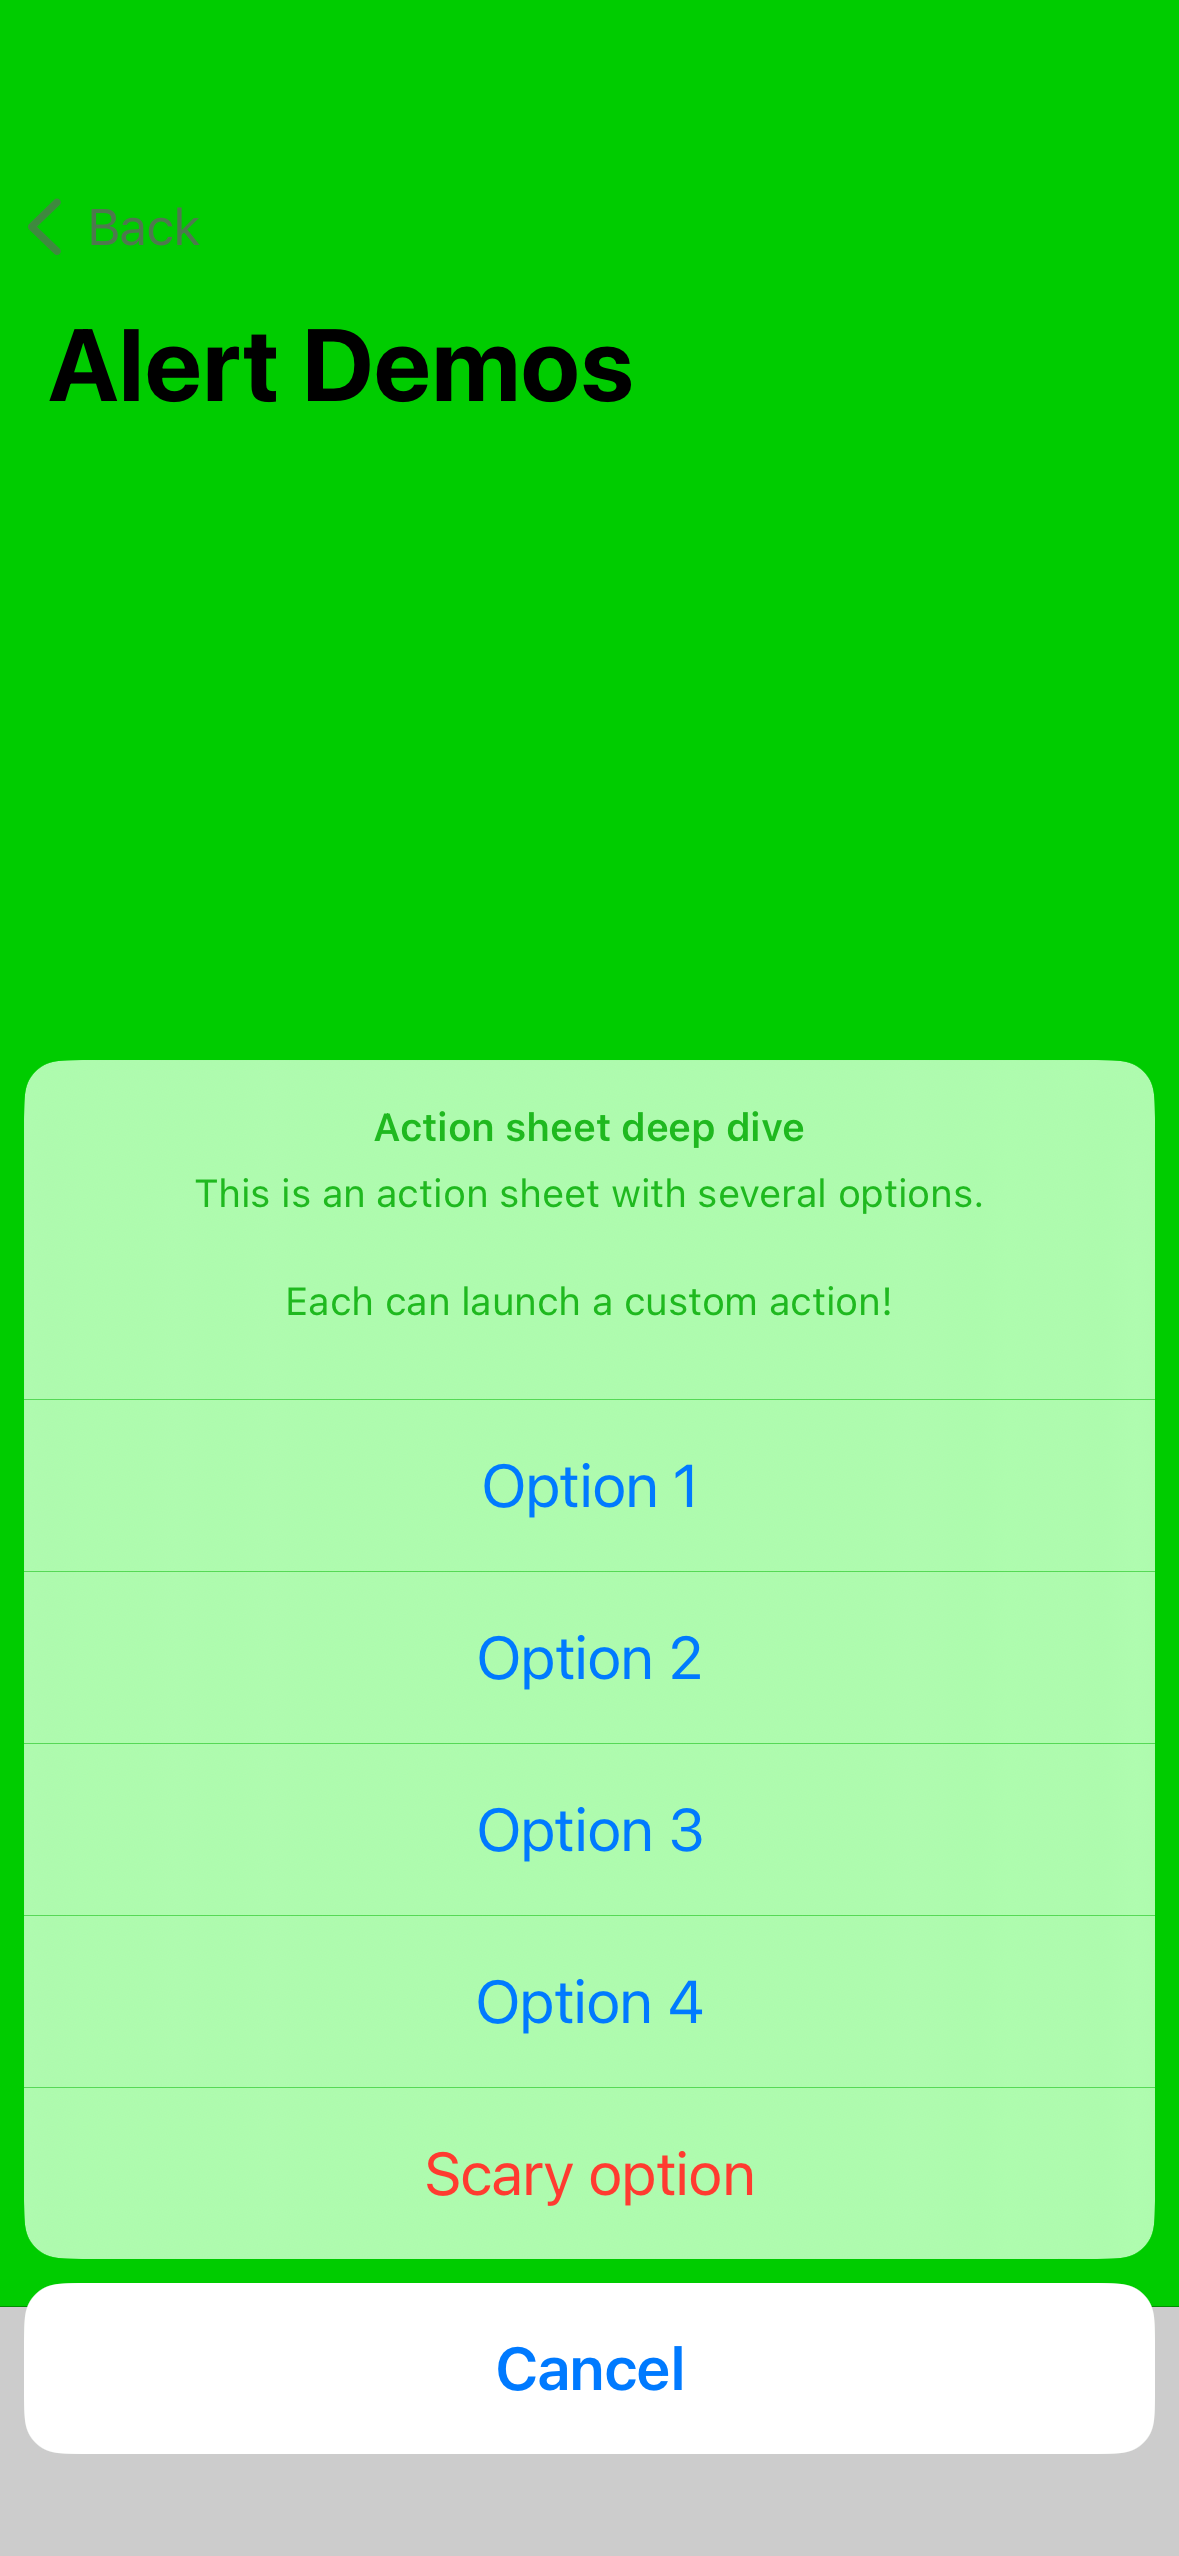 Back
Alert Demos
Action sheet deep dive
This is an action sheet with several options.
Each can launch a custom action!
Option 1
Option 2
Option 3
Option 4
Scary option
Cancel